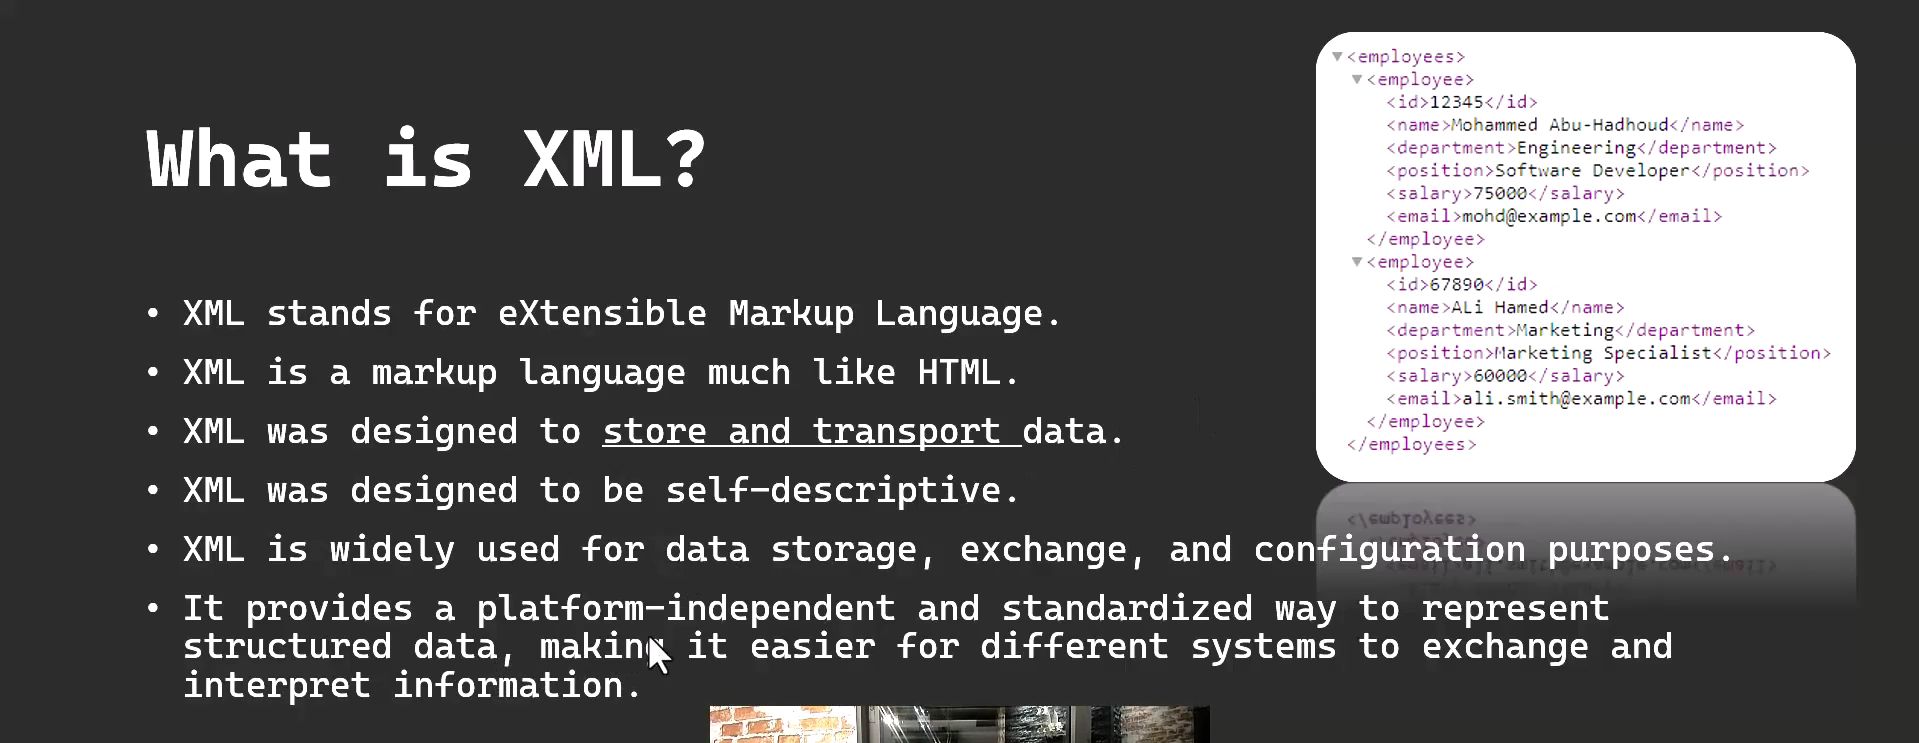 What is XML?
• XML stands for eXtensible Markup Language.
• XML is a markup language much like HTML.
• XML was designed to store and transport data.
• XML was designed to be self-descriptive.
• XML is widely used for data storage, exchange, and configuration purposes.
• It provides a platform-independent and standardized way to represent
structured data, making it easier for different systems to exchange and
interpret information.
▼<employees>
▼<employee>
<id>12345</id>
<name>Mohammed Abu-Hadhoud</name>
<department>Engineering</department>
<position>Software Developer</position>
<salary>75000</salary>
<email>mohd@example.com</email>
</employee>
▼<employee>
<id>67890</id>
<name>ALi Hamed</name>
<department>Marketing</department>
<position>Marketing Specialist</position>
<salary>60000</salary>
<email>ali.smith@example.com</email>
</employee>
</employees>